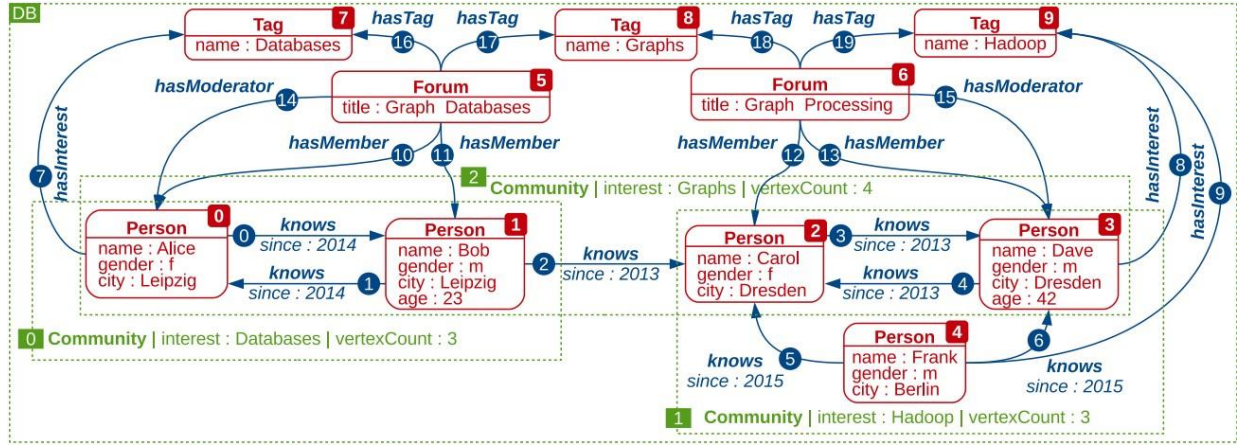 DB
Tag 7
name : Databases
hasTag
16
hasTag
17
Tag 8
name : Graphs
hasTag
18
hasTag
19
Tag 9
name : Hadoop
Forum 5
title : Graph Databases
Forum 6
title : Graph Processing
hasModerator
14
hasModerator
15
hasMember
10
hasMember
11
hasMember
12
hasMember
13
hasInterest
7
hasInterest
8
hasInterest
9
2 Community | interest : Graphs | vertexCount : 4
Person 0
name : Alice
gender : f
city : Leipzig
0
knows
since : 2014
knows
since : 2014
1
Person 1
name : Bob
gender : m
city : Leipzig
age : 23
2
knows
since : 2013
Person 2
name : Carol
gender : f
city : Dresden
3
knows
since : 2013
knows
since : 2013
4
Person 3
name : Dave
gender : m
city : Dresden
age : 42
0 Community | interest : Databases | vertexCount : 3
knows
since : 2015
5
Person 4
name : Frank
gender : m
city : Berlin
6
knows
since : 2015
1 Community | interest : Hadoop | vertexCount : 3